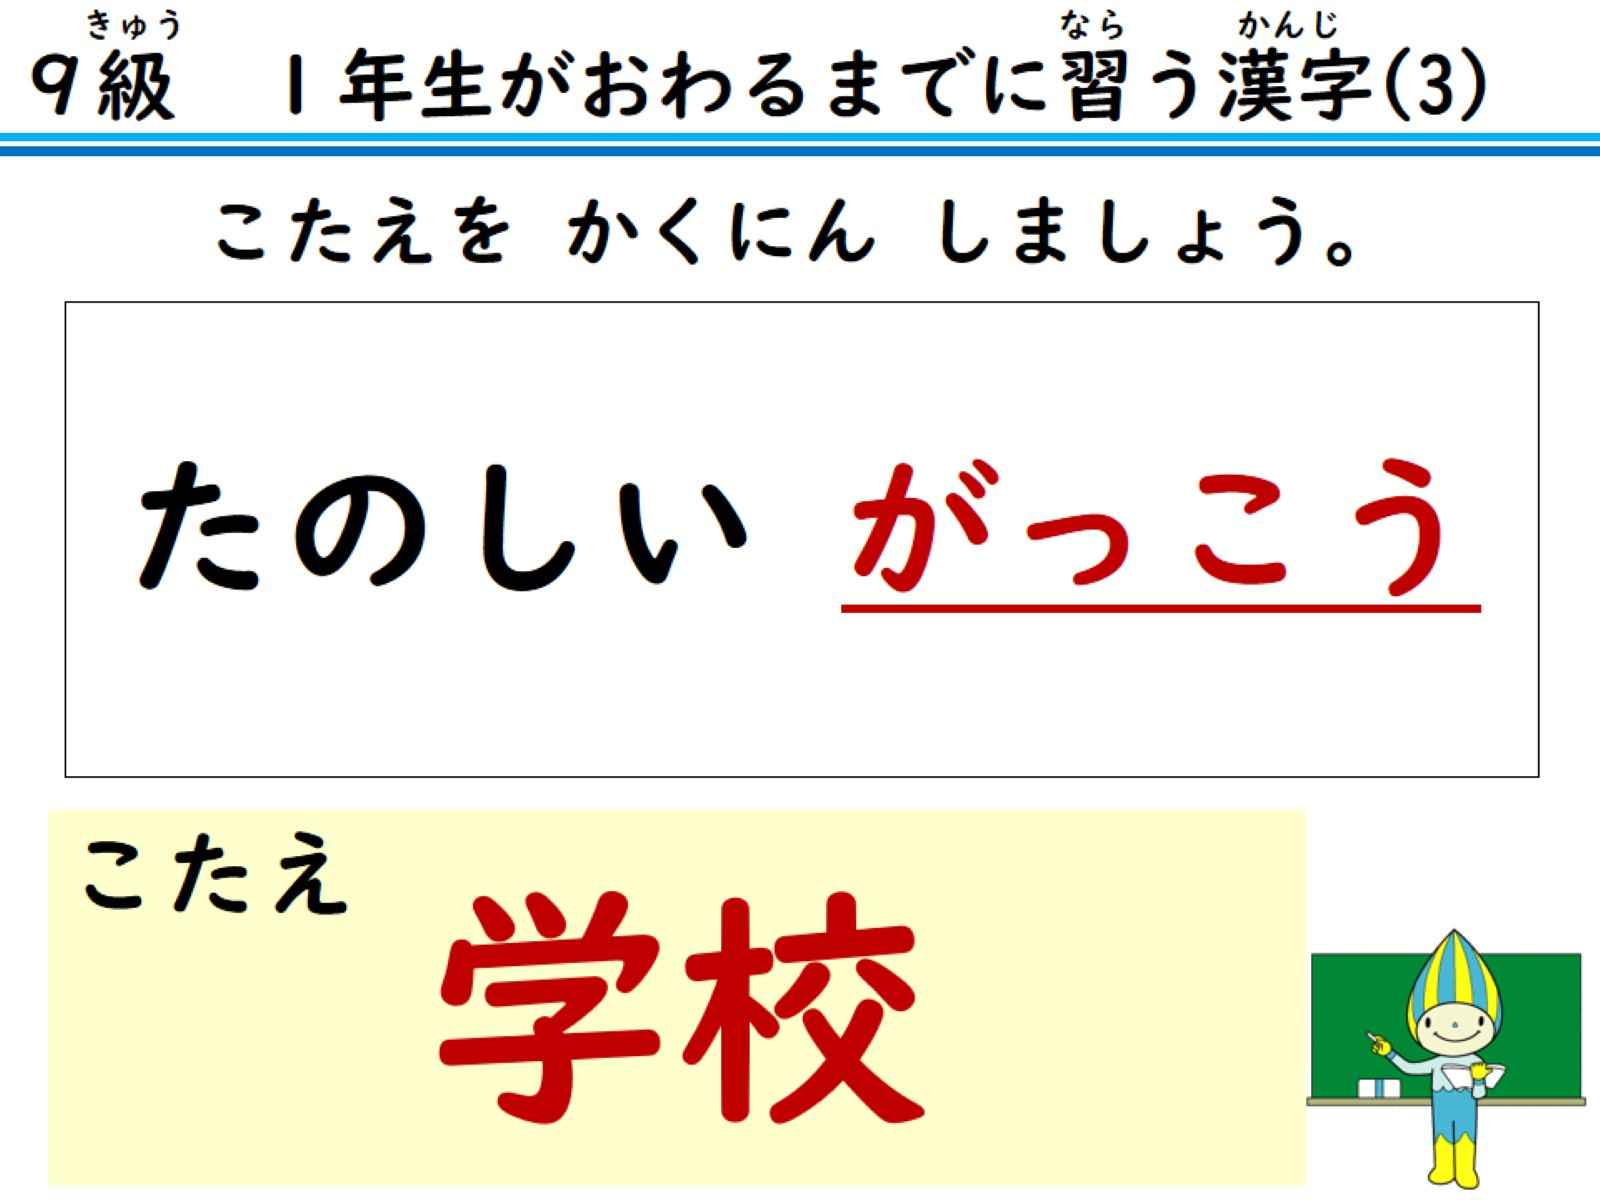 きゅう なら かんじ
9級 1年生がおわるまでに習う漢字(3)
こたえを かくにん しましょう。
たのしい がっこう
こたえ
学校